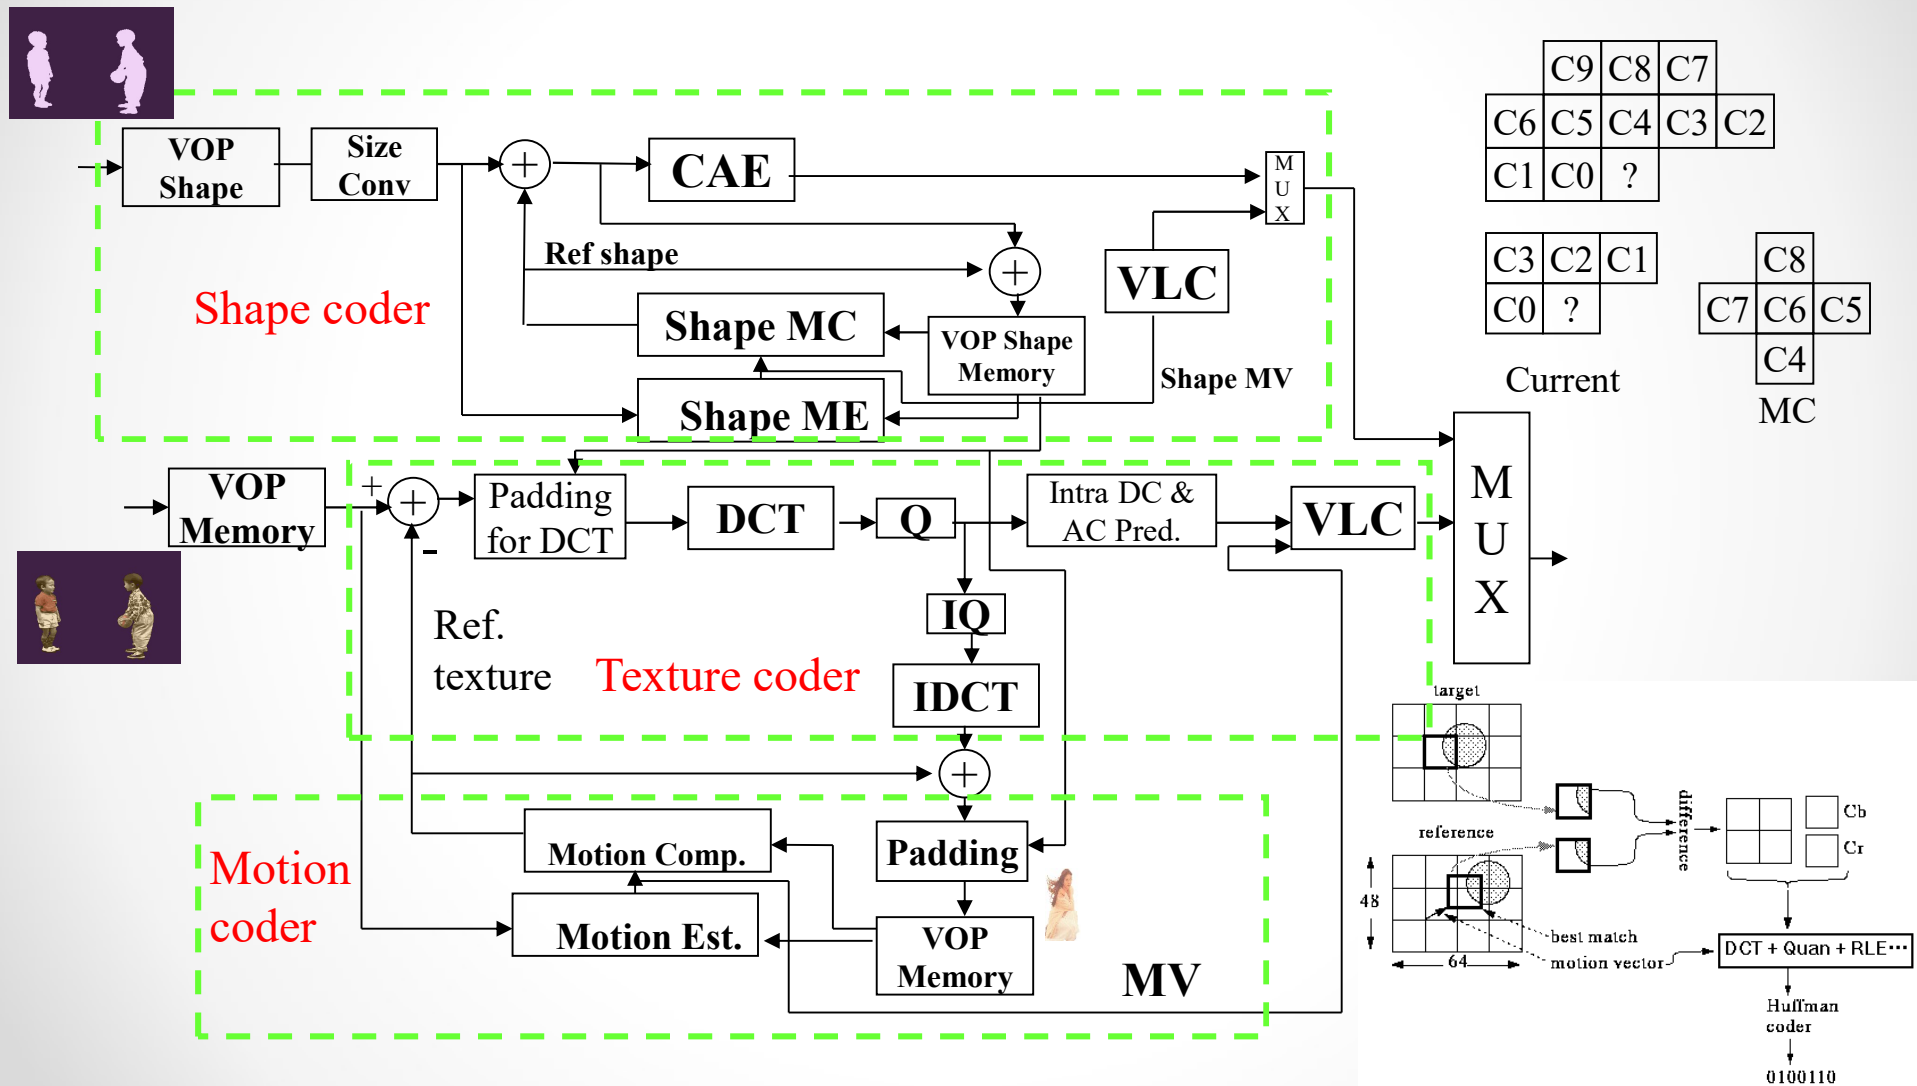 C9 C8 C7
C6 C5 C4 C3 C2
C1 C0 ?
VOP
Shape
Size
Conv
+
CAE
M
U
X
Ref shape
+
VLC
Shape coder
Shape MC
VOP Shape
Memory
Shape MV
Shape ME
C3 C2 C1
C0 ?
Current
C8
C7 C6 C5
C4
MC
VOP
Memory
+
+
-
Padding
for DCT
DCT
Q
Intra DC &
AC Pred.
VLC
M
U
X
IQ
IDCT
Ref.
texture
Texture coder
+
Motion
coder
Motion Comp.
Motion Est.
Padding
VOP
Memory
MV
target
reference
difference
Cb
Cr
48
64
best match
motion vector
DCT + Quan + RLE···
Huffman
coder
0100110